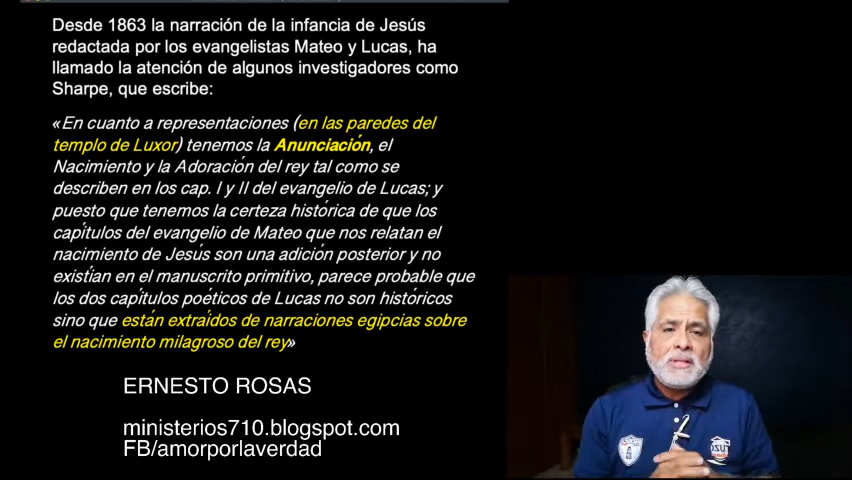 Desde 1863 la narración de la infancia de Jesús
redactada por los evangelistas Mateo y Lucas, ha
llamado la atención de algunos investigadores como
Sharpe, que escribe:
«En cuanto a representaciones (en las paredes del
templo de Luxor) tenemos la Anunciación, el
Nacimiento y la Adoración del rey tal como se
describen en los cap. I y II del evangelio de Lucas; y
puesto que tenemos la certeza histórica de que los
capítulos del evangelio de Mateo que nos relatan el
nacimiento de Jesús son una adición posterior y no
existían en el manuscrito primitivo, parece probable que
los dos capítulos poéticos de Lucas no son históricos
sino que están extraídos de narraciones egipcias sobre
el nacimiento milagroso del rey»
ERNESTO ROSAS
ministerios710.blogspot.com
FB/amorporlaverdad